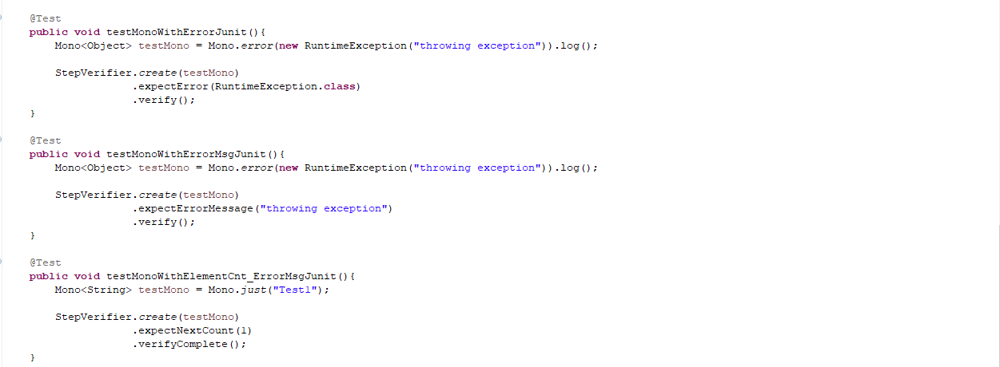 @Test
public void testMonoWithErrorJunit(){
    Mono<Object> testMono = Mono.error(new RuntimeException("throwing exception")).log();
    StepVerifier.create(testMono)
                .expectError(RuntimeException.class)
                .verify();
}
@Test
public void testMonoWithErrorMsgJunit(){
    Mono<Object> testMono = Mono.error(new RuntimeException("throwing exception")).log();
    StepVerifier.create(testMono)
                .expectErrorMessage("throwing exception")
                .verify();
}
@Test
public void testMonoWithElementCnt_ErrorMsgJunit(){
    Mono<String> testMono = Mono.just("Test1");
    StepVerifier.create(testMono)
                .expectNextCount(1)
                .verifyComplete();
}